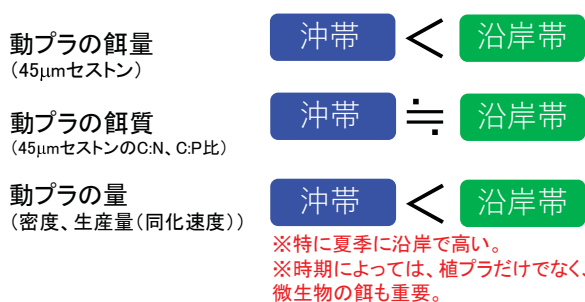 動プラの餌量 沖帯 < 沿岸帯
(45μmセストン)
動プラの餌質 沖帯 ≒ 沿岸帯
(45μmセストンのC:N、C:P比)
動プラの量 沖帯 < 沿岸帯
(密度、生産量(同化速度))
※特に夏季に沿岸で高い。
※時期によっては、植プラだけでなく、
微生物の餌も重要。